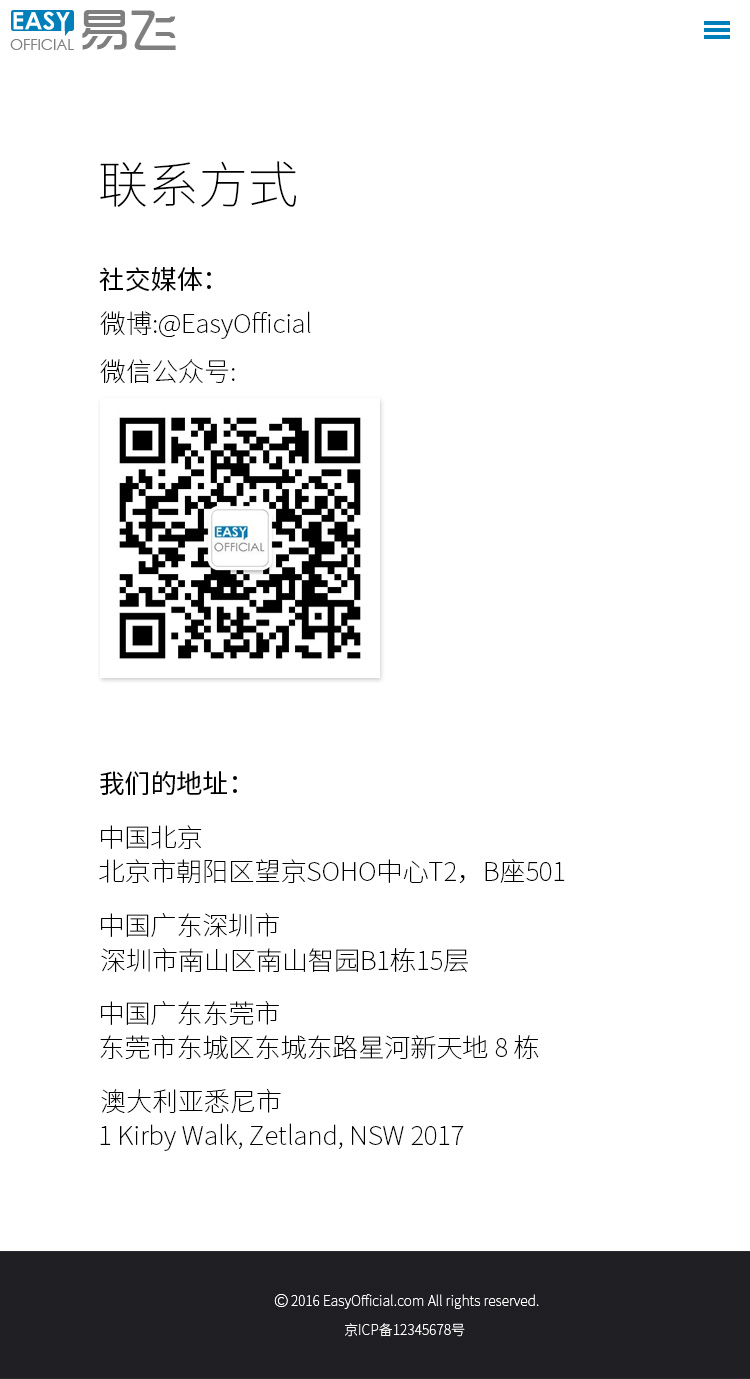 EASY 易飞
OFFICIAL
联系方式
社交媒体：
微博:@EasyOfficial
微信公众号:
EASY
OFFICIAL
我们的地址：
中国北京
北京市朝阳区望京SOHO中心T2，B座501
中国广东深圳市
深圳市南山区南山智园B1栋15层
中国广东东莞市
东莞市东城区东城东路星河新天地 8 栋
澳大利亚悉尼市
1 Kirby Walk, Zetland, NSW 2017
© 2016 EasyOfficial.com All rights reserved.
京ICP备12345678号